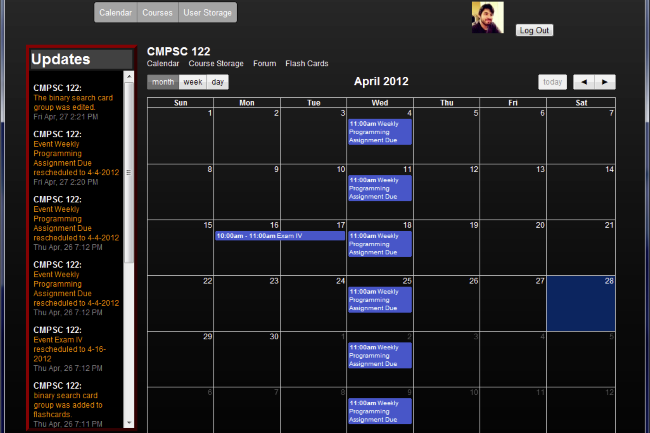 Calendar Courses User Storage
Log Out
Updates
CMPSC 122:
The binary search card
group was edited.
Fri Apr, 27 2:21 PM
CMPSC 122:
Event Weekly
Programming
Assignment Due
rescheduled to 4-4-2012
Fri Apr, 27 2:20 PM
CMPSC 122:
Event Weekly
Programming
Assignment Due
rescheduled to 4-4-2012
Thu Apr, 26 7:12 PM
CMPSC 122:
Event Weekly
Programming
Assignment Due
rescheduled to 4-4-2012
Thu Apr, 26 7:12 PM
CMPSC 122:
Event Exam IV
rescheduled to 4-16-
2012
Thu Apr, 26 7:12 PM
CMPSC 122:
binary search card
group was added to
flashcards.
Thu Apr, 26 7:11 PM
CMPSC 122
Calendar Course Storage Forum Flash Cards
month week day April 2012 today ◄ ►
Sun Mon Tue Wed Thu Fri Sat
1 2 3 4 5 6 7
11:00am Weekly
Programming
Assignment Due
8 9 10 11 12 13 14
11:00am Weekly
Programming
Assignment Due
15 16 17 18 19 20 21
10:00am - 11:00am Exam IV 11:00am Weekly
Programming
Assignment Due
22 23 24 25 26 27 28
11:00am Weekly
Programming
Assignment Due
29 30 1 2 3 4 5
11:00am Weekly
Programming
Assignment Due
6 7 8 9 10 11 12
11:00am Weekly
Programming
Assignment Due